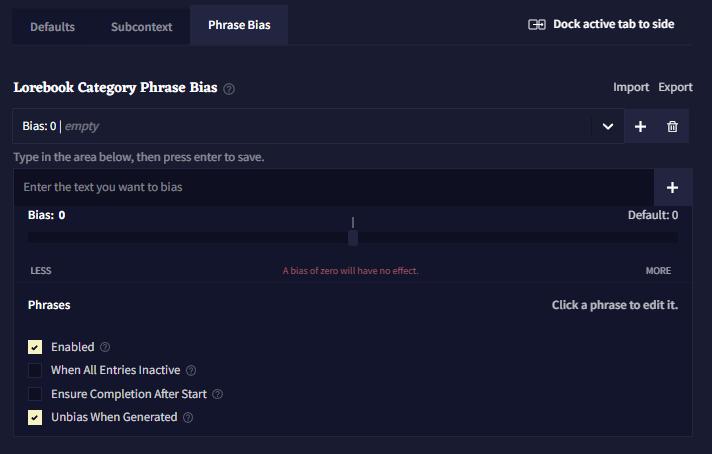 Defaults Subcontext Phrase Bias Dock active tab to side
Lorebook Category Phrase Bias Import Export
Bias: 0 | empty
Type in the area below, then press enter to save.
Enter the text you want to bias
Bias: 0 Default: 0
LESS A bias of zero will have no effect. MORE
Phrases Click a phrase to edit it.
Enabled
When All Entries Inactive
Ensure Completion After Start
Unbias When Generated